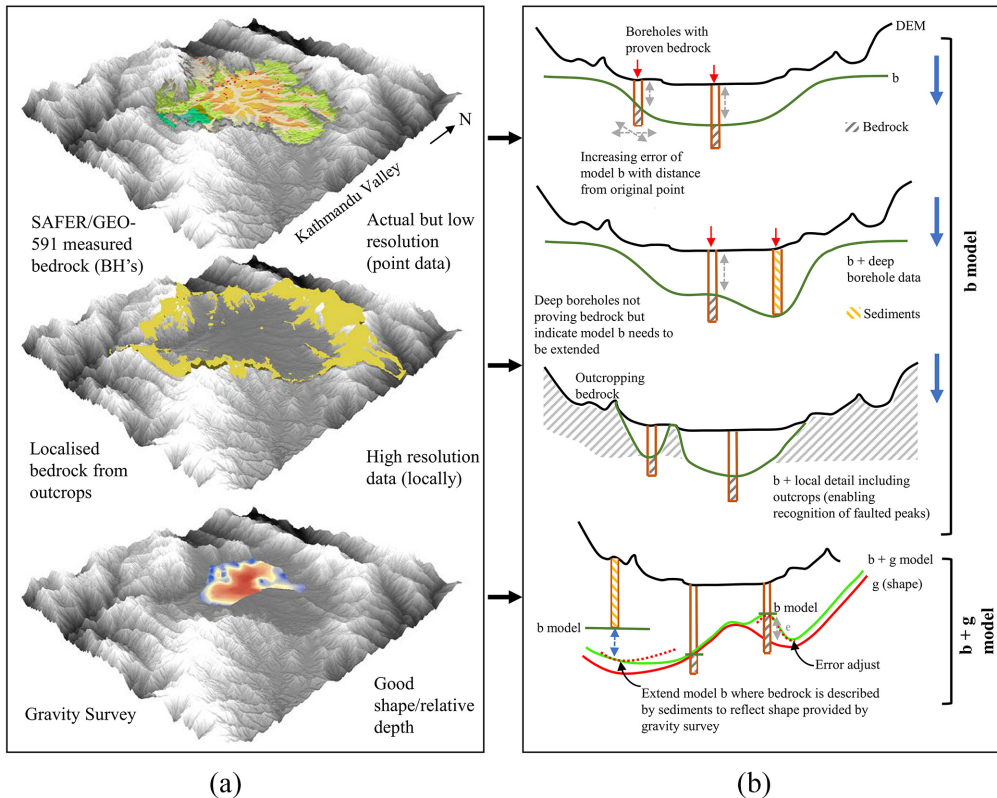 (a)
SAFER/GEO-
591 measured
bedrock (BH's)
Actual but low
resolution
(point data)
Kathmandu Valley
N
Localised
bedrock from
outcrops
High resolution
data (locally)
Gravity Survey
Good
shape/relative
depth
(b)
Boreholes with
proven bedrock
DEM
b
Bedrock
Increasing error of
model b with distance
from original point
b + deep
borehole data
Sediments
Deep boreholes not
proving bedrock but
indicate model b needs to
be extended
Outcropping
bedrock
b + local detail including
outcrops (enabling
recognition of faulted peaks)
b model
b + g model
g (shape)
b model
b model
e
Error adjust
Extend model b where bedrock is described
by sediments to reflect shape provided by
gravity survey
b + g
model